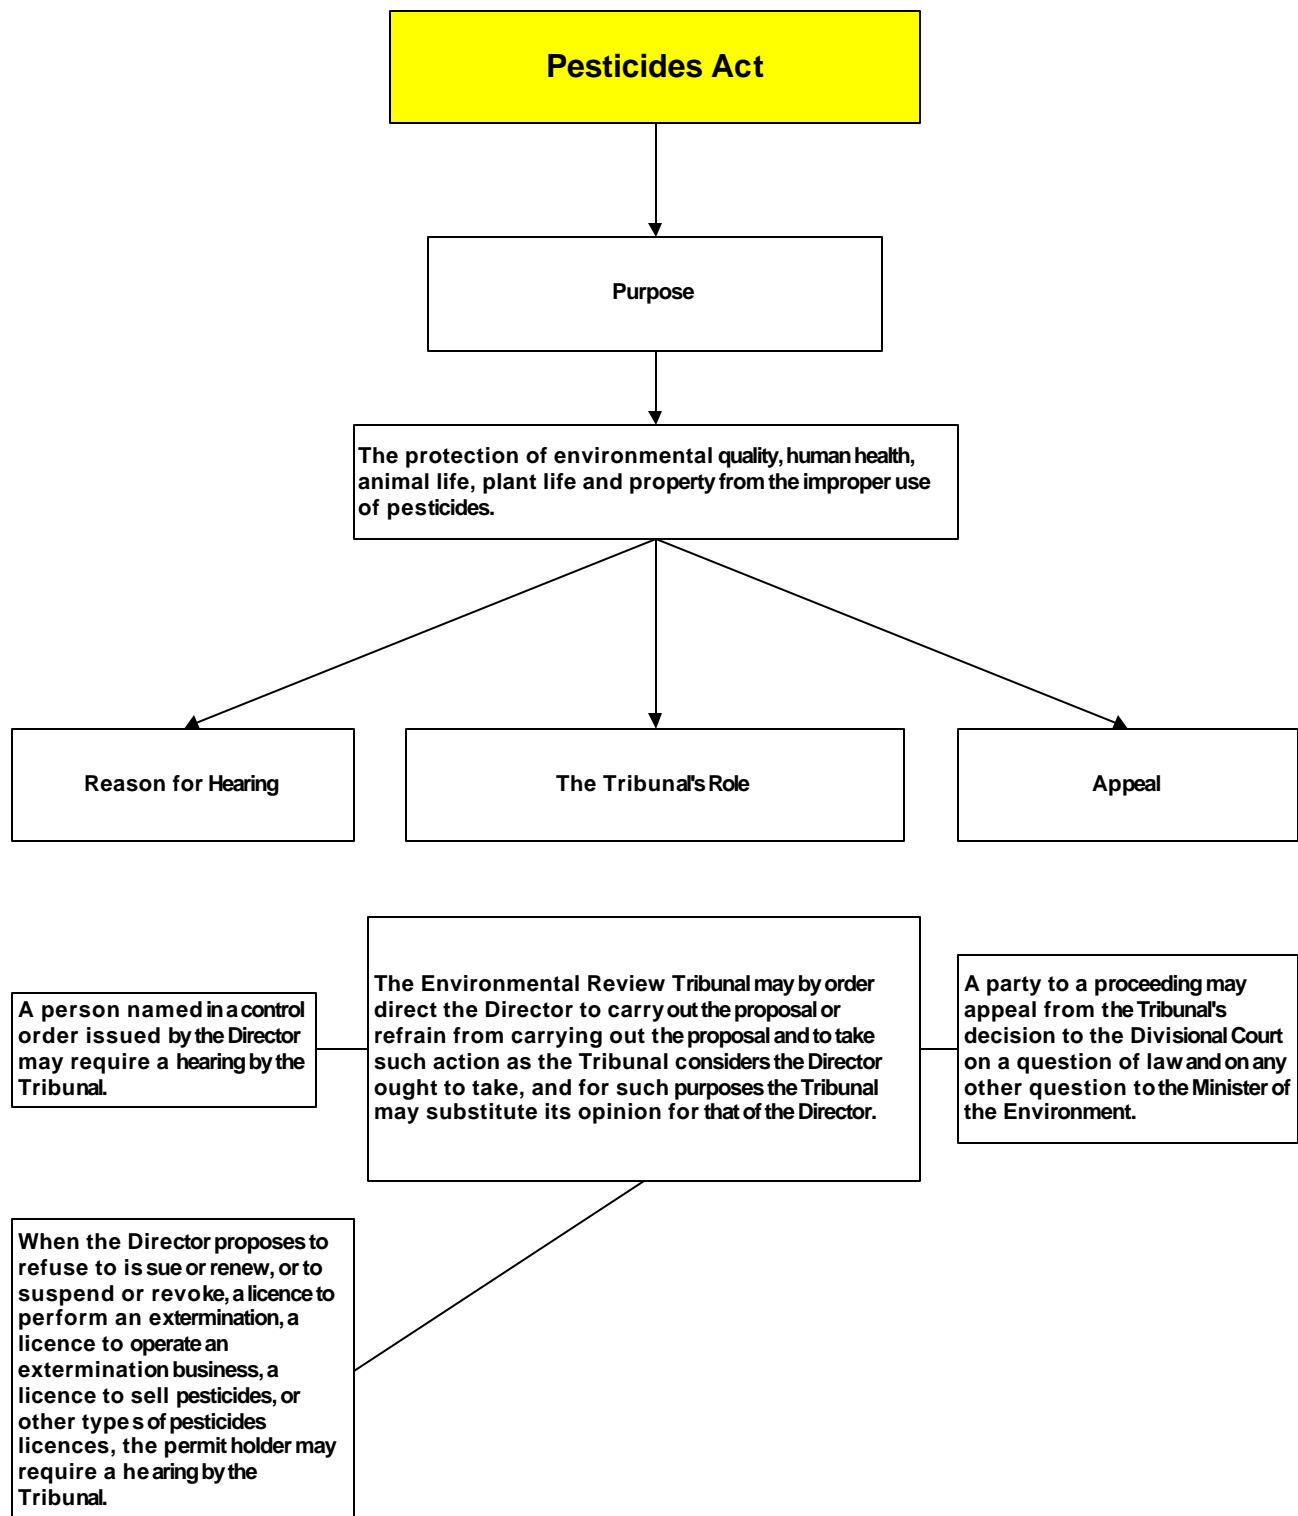 Pesticides Act
Purpose
The protection of environmental quality, human health,
animal life, plant life and property from the improper use
of pesticides.
Reason for Hearing
The Tribunal's Role
Appeal
A person named in a control
order issued by the Director
may require a hearing by the
Tribunal.
The Environmental Review Tribunal may by order
direct the Director to carry out the proposal or
refrain from carrying out the proposal and to take
such action as the Tribunal considers the Director
ought to take, and for such purposes the Tribunal
may substitute its opinion for that of the Director.
A party to a proceeding may
appeal from the Tribunal's
decision to the Divisional Court
on a question of law and on any
other question to the Minister of
the Environment.
When the Director proposes to
refuse to issue or renew, or to
suspend or revoke, a licence to
perform an extermination, a
licence to operate an
extermination business, a
licence to sell pesticides, or
other types of pesticides
licences, the permit holder may
require a hearing by the
Tribunal.